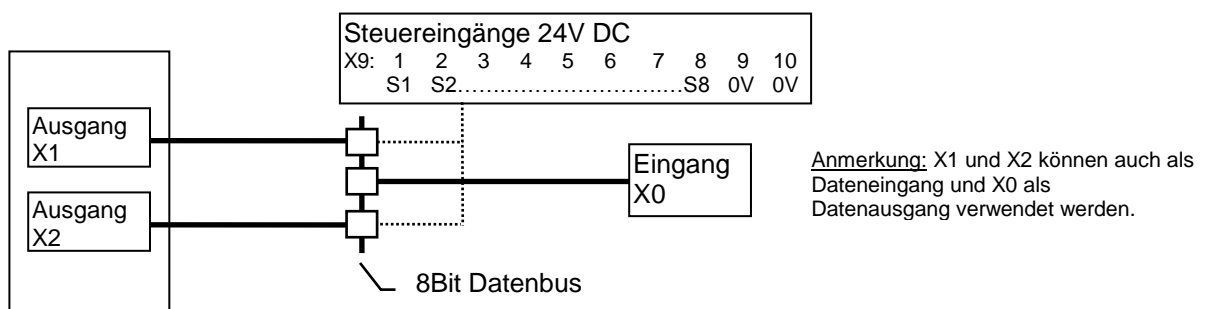 Steuereingänge 24V DC
X9: 1 2 3 4 5 6 7 8 9 10
S1 S2..............................S8 0V 0V
Ausgang
X1
Eingang
X0
Ausgang
X2
Anmerkung: X1 und X2 können auch als
Dateneingang und X0 als
Datenausgang verwendet werden.
8Bit Datenbus